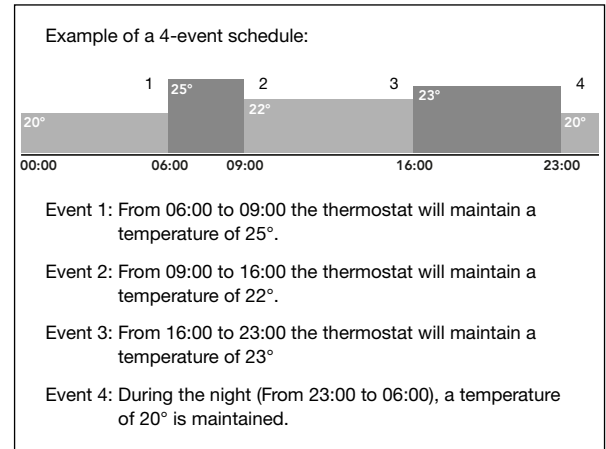 Example of a 4-event schedule:
1 25° 2 3 23° 4
20° 22° 20°
00:00 06:00 09:00 16:00 23:00
Event 1: From 06:00 to 09:00 the thermostat will maintain a
temperature of 25°.
Event 2: From 09:00 to 16:00 the thermostat will maintain a
temperature of 22°.
Event 3: From 16:00 to 23:00 the thermostat will maintain a
temperature of 23°
Event 4: During the night (From 23:00 to 06:00), a temperature
of 20° is maintained.